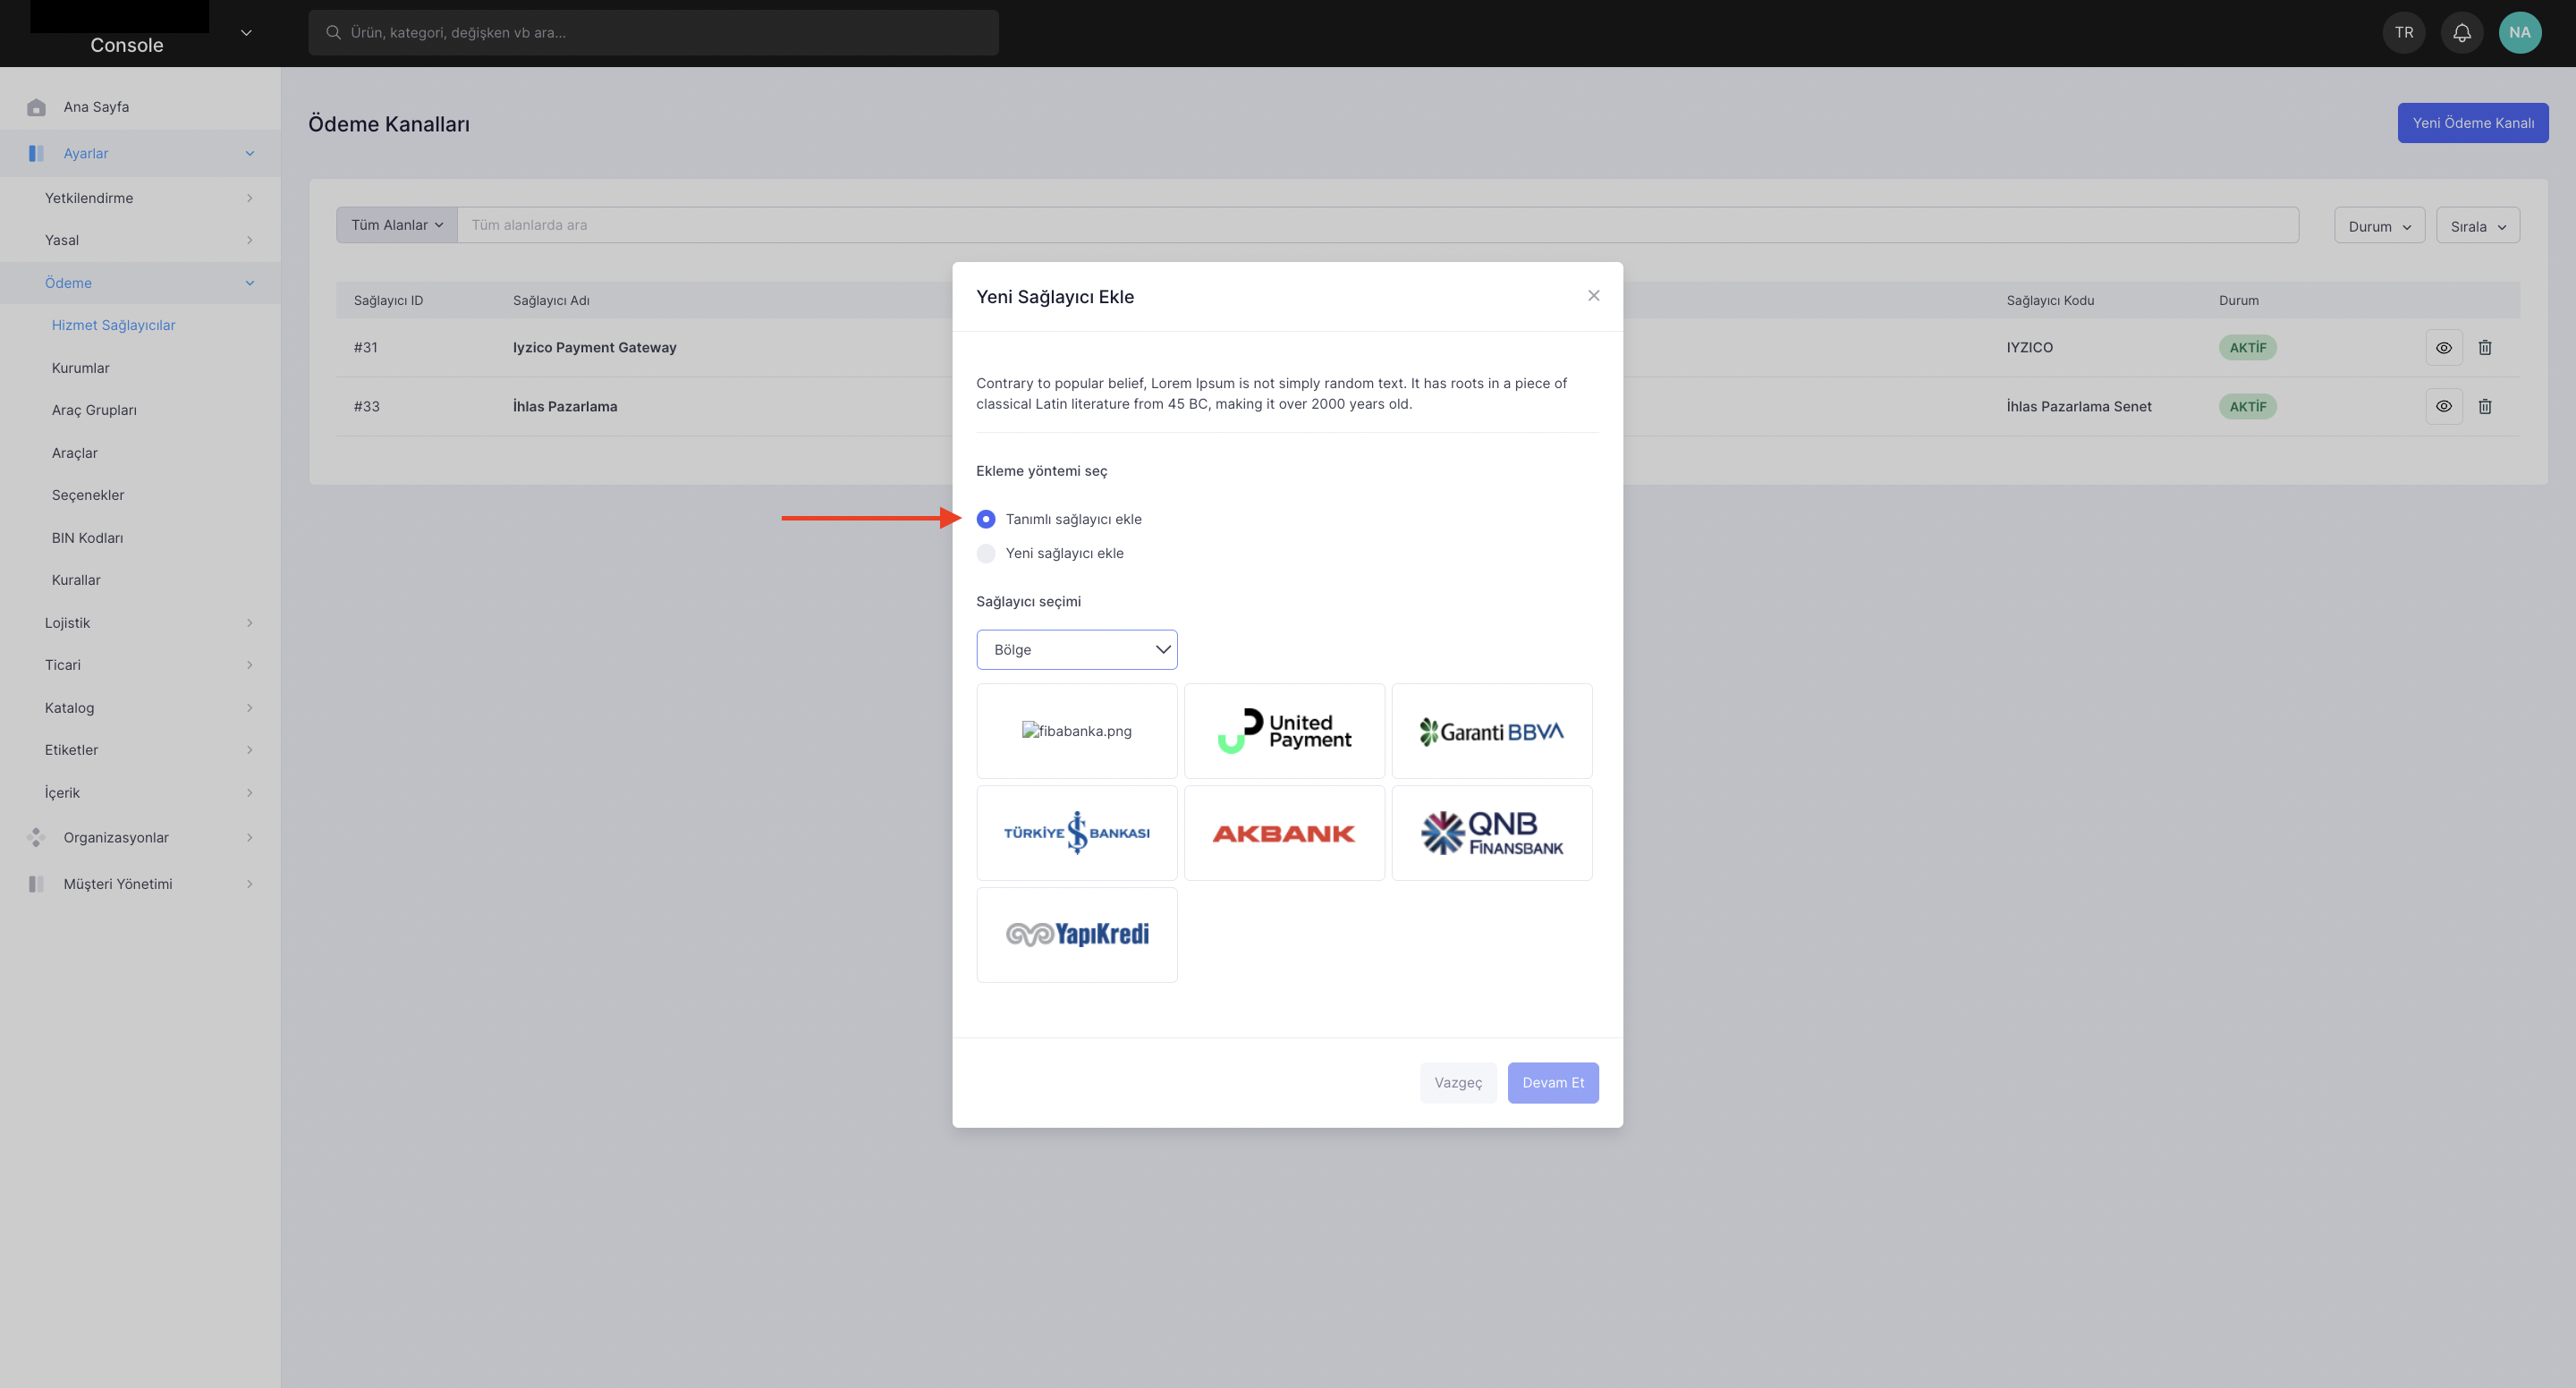 Console
Ürün, kategori, değişken vb ara...
TR
NA
Ana Sayfa
Ayarlar
Yetkilendirme
Yasal
Ödeme
Hizmet Sağlayıcılar
Kurumlar
Araç Grupları
Araçlar
Seçenekler
BIN Kodları
Kurallar
Lojistik
Ticari
Katalog
Etiketler
İçerik
Organizasyonlar
Müşteri Yönetimi
Ödeme Kanalları
Yeni Ödeme Kanalı
Tüm Alanlar
Tüm alanlarda ara
Durum
Sırala
Sağlayıcı ID
Sağlayıcı Adı
Sağlayıcı Kodu
Durum
#31
Iyzico Payment Gateway
IYZICO
AKTİF
#33
İhlas Pazarlama
İhlas Pazarlama Senet
AKTİF
Yeni Sağlayıcı Ekle
Contrary to popular belief, Lorem Ipsum is not simply random text. It has roots in a piece of
classical Latin literature from 45 BC, making it over 2000 years old.
Ekleme yöntemi seç
Tanımlı sağlayıcı ekle
Yeni sağlayıcı ekle
Sağlayıcı seçimi
Bölge
fibabanka.png
United
Payment
Garanti BBVA
TÜRKİYE İŞ BANKASI
AKBANK
QNB
FİNANSBANK
YapıKredi
Vazgeç
Devam Et